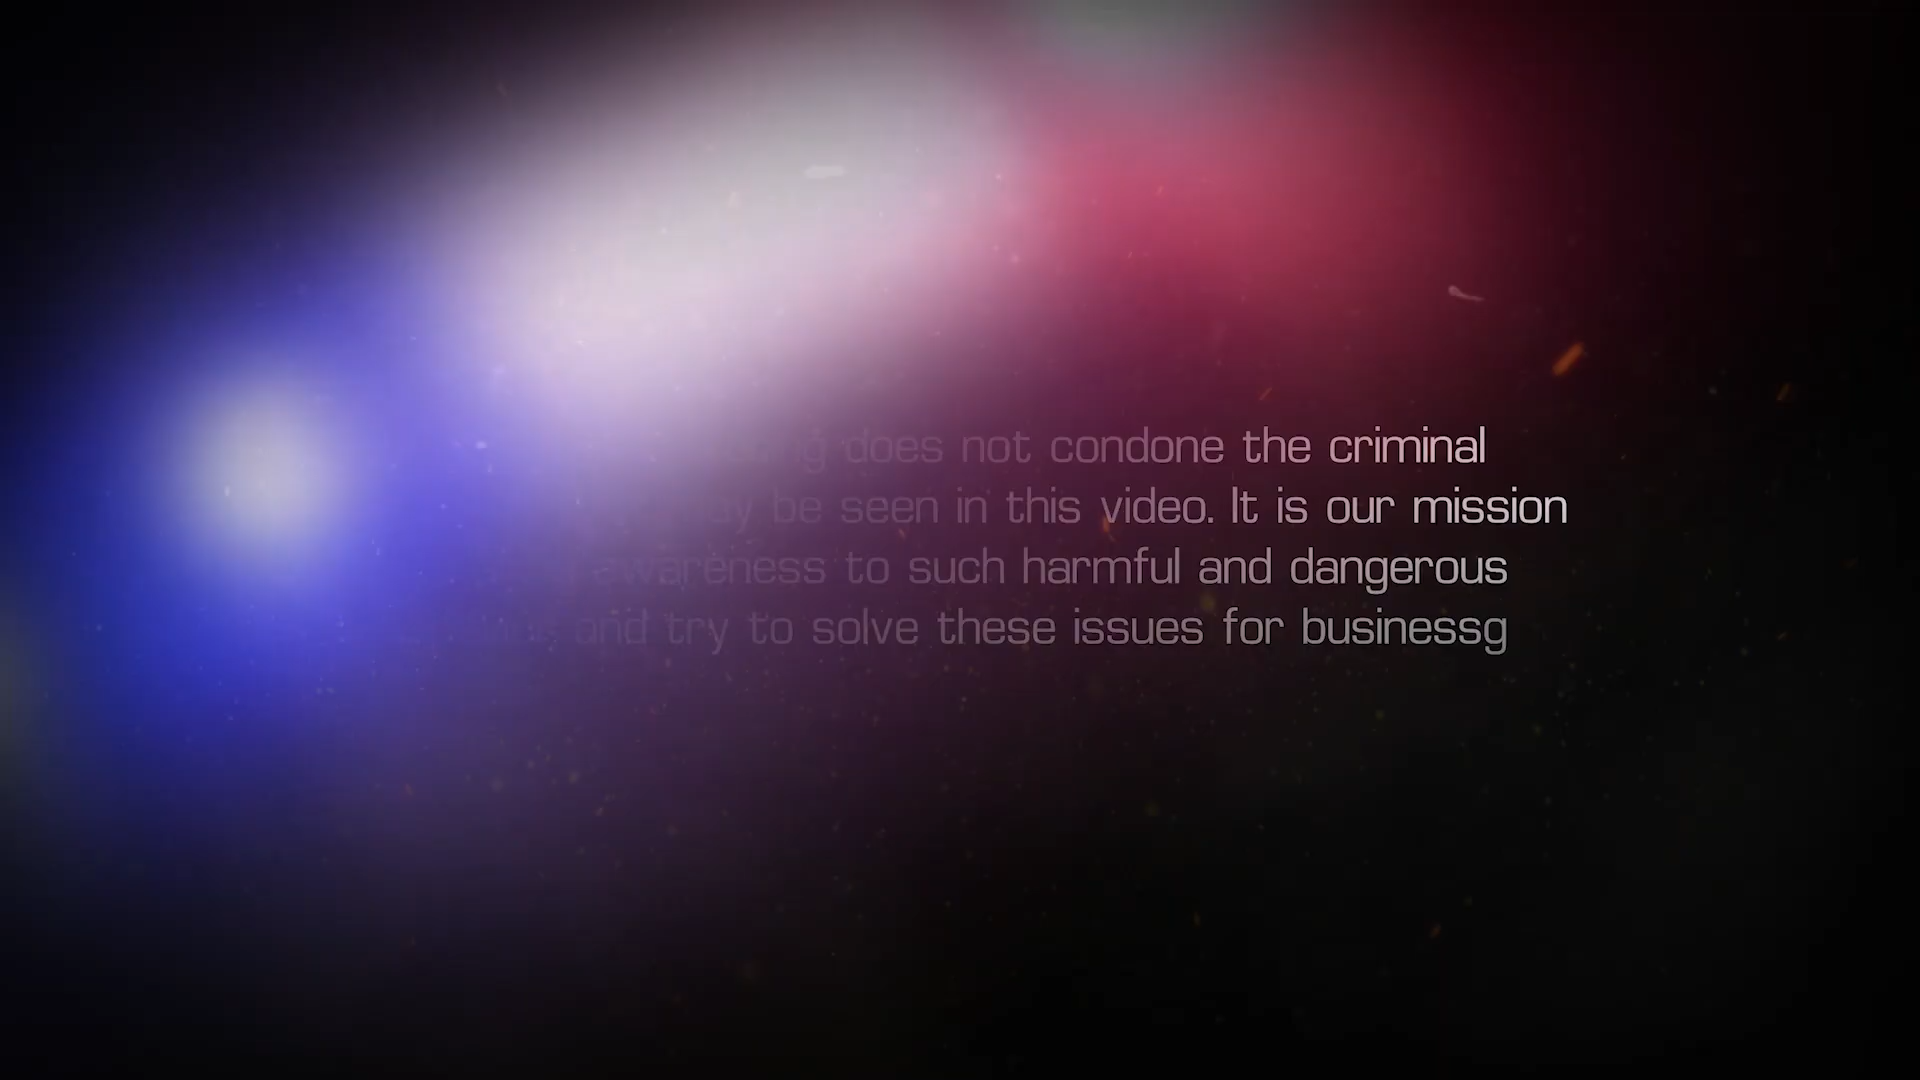 does not condone the criminal
may be seen in this video. It is our mission
awareness to such harmful and dangerous
and try to solve these issues for businessg